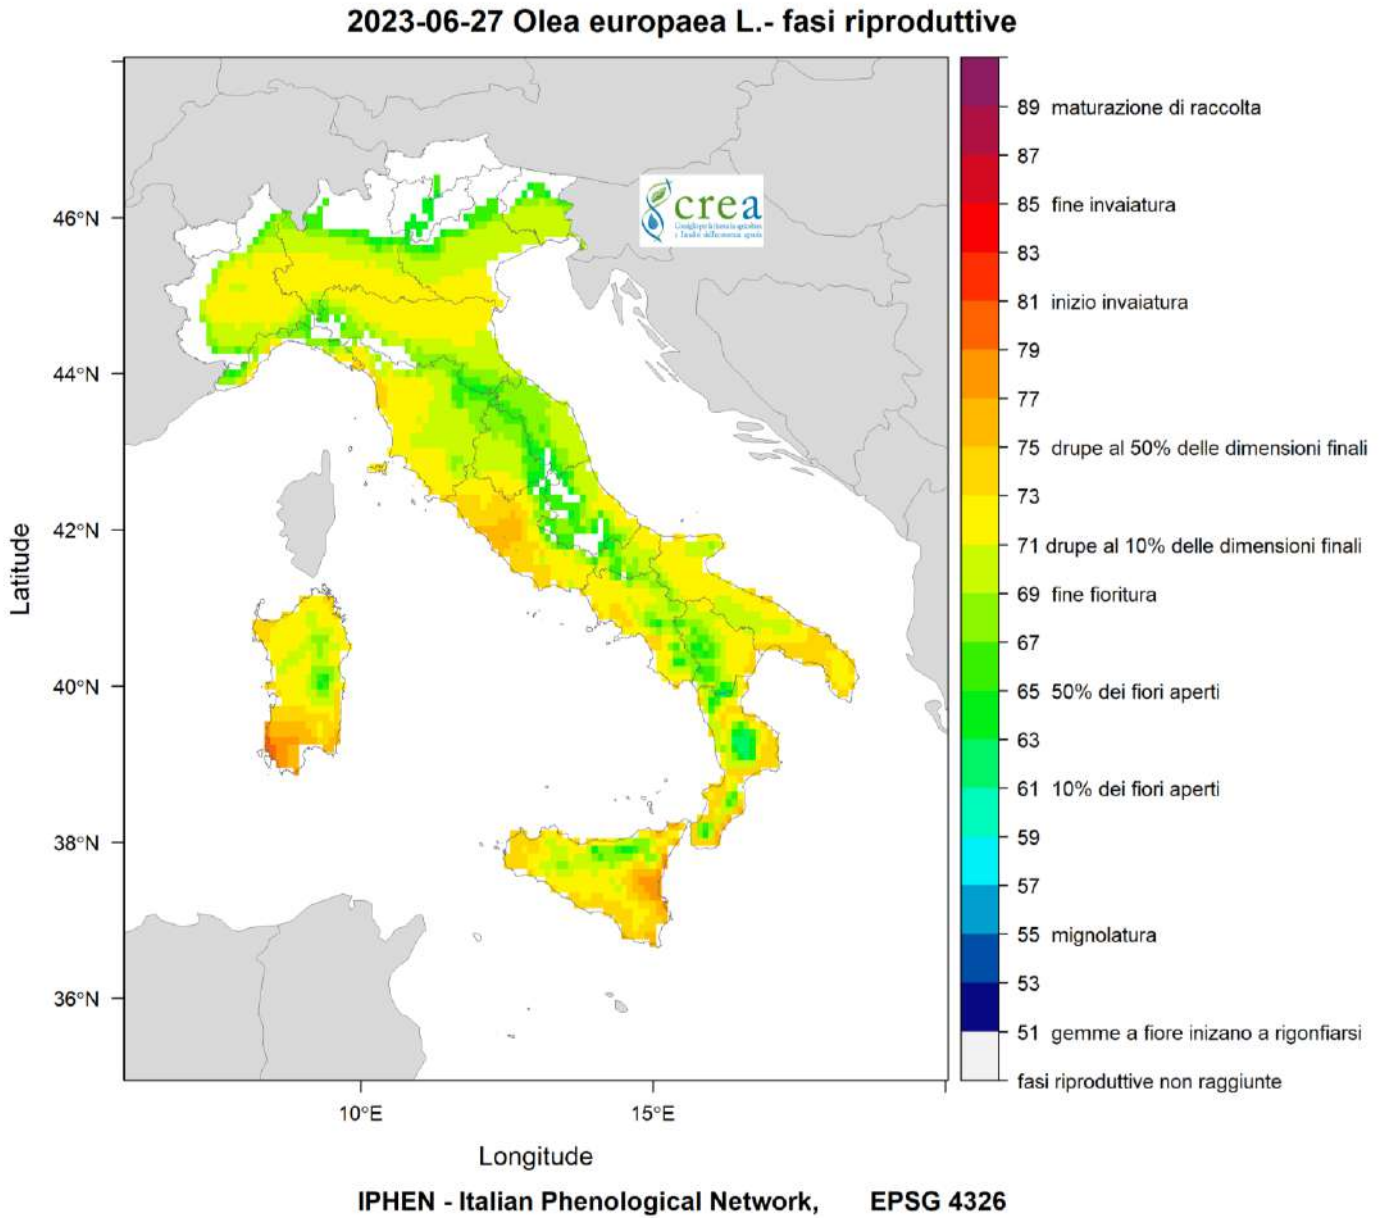 2023-06-27 Olea europaea L.- fasi riproduttive
crea
Latitude
46°N
44°N
42°N
40°N
38°N
36°N
10°E
15°E
Longitude
89 maturazione di raccolta
87
85 fine invaiatura
83
81 inizio invaiatura
79
77
75 drupe al 50% delle dimensioni finali
73
71 drupe al 10% delle dimensioni finali
69 fine fioritura
67
65 50% dei fiori aperti
63
61 10% dei fiori aperti
59
57
55 mignolatura
53
51 gemme a fiore inizano a rigonfiarsi
fasi riproduttive non raggiunte
IPHEN - Italian Phenological Network, EPSG 4326